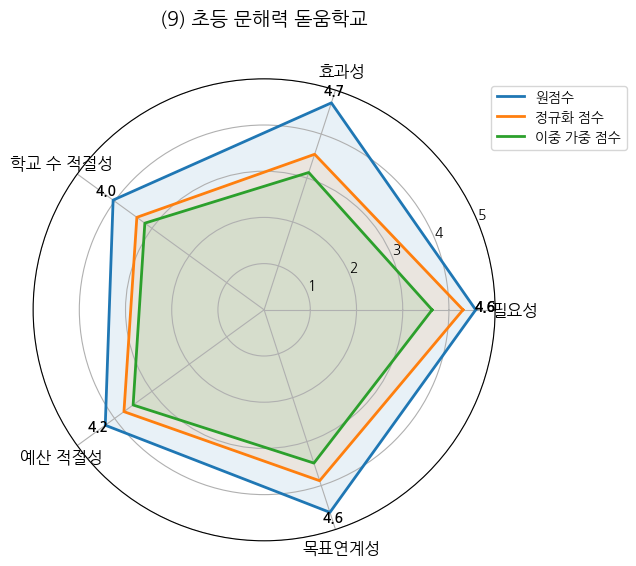 (9) 초등 문해력 돋움학교
효과성
4.7
원점수
정규화 점수
이중 가중 점수
학교 수 적절성
4.0
5
4
3
2
1
4.6
필요성
4.2
예산 적절성
4.6
목표연계성